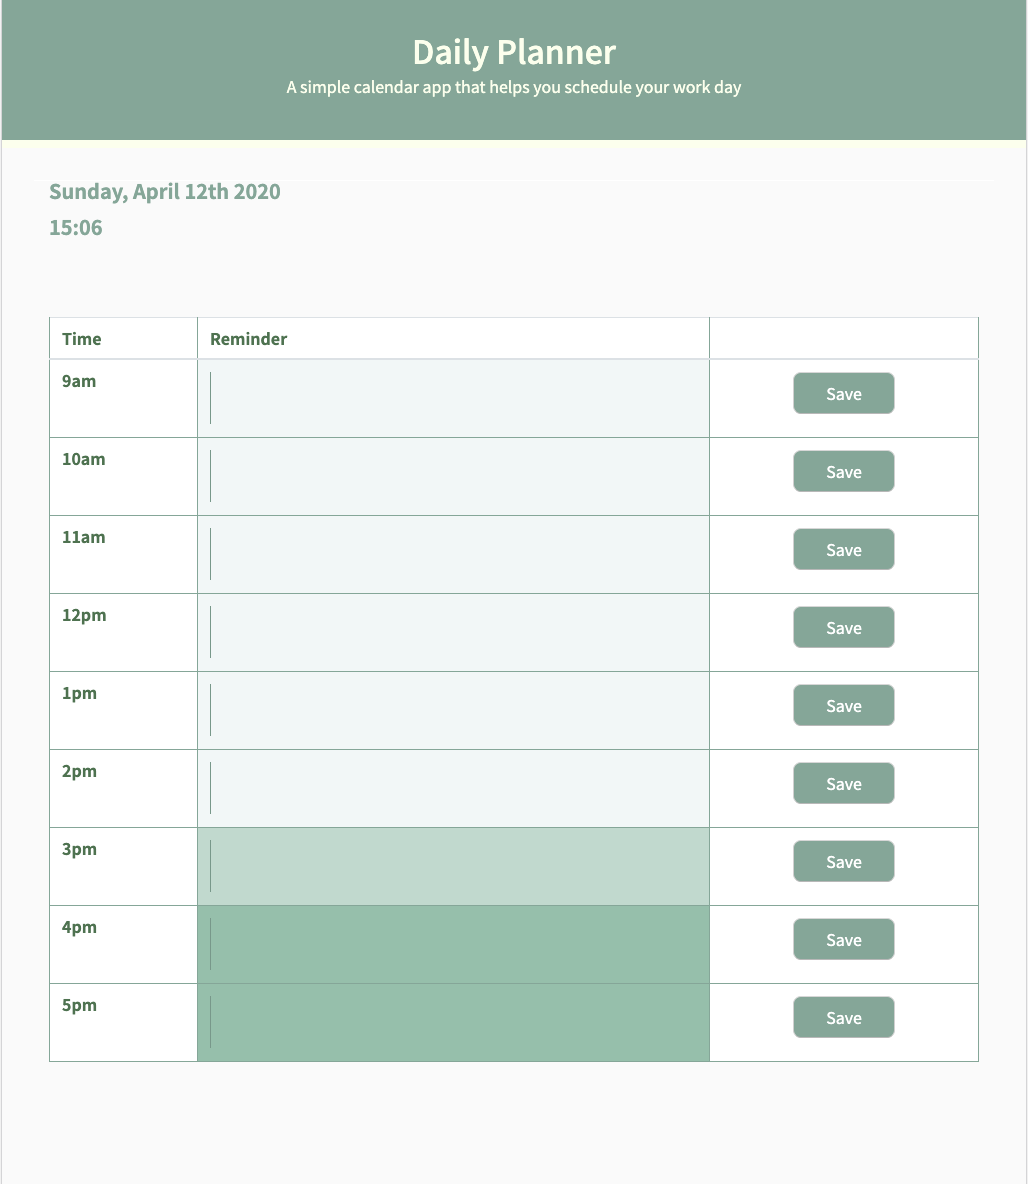 Daily Planner
A simple calendar app that helps you schedule your work day
Sunday, April 12th 2020
15:06
Time Reminder
9am Save
10am Save
11am Save
12pm Save
1pm Save
2pm Save
3pm Save
4pm Save
5pm Save